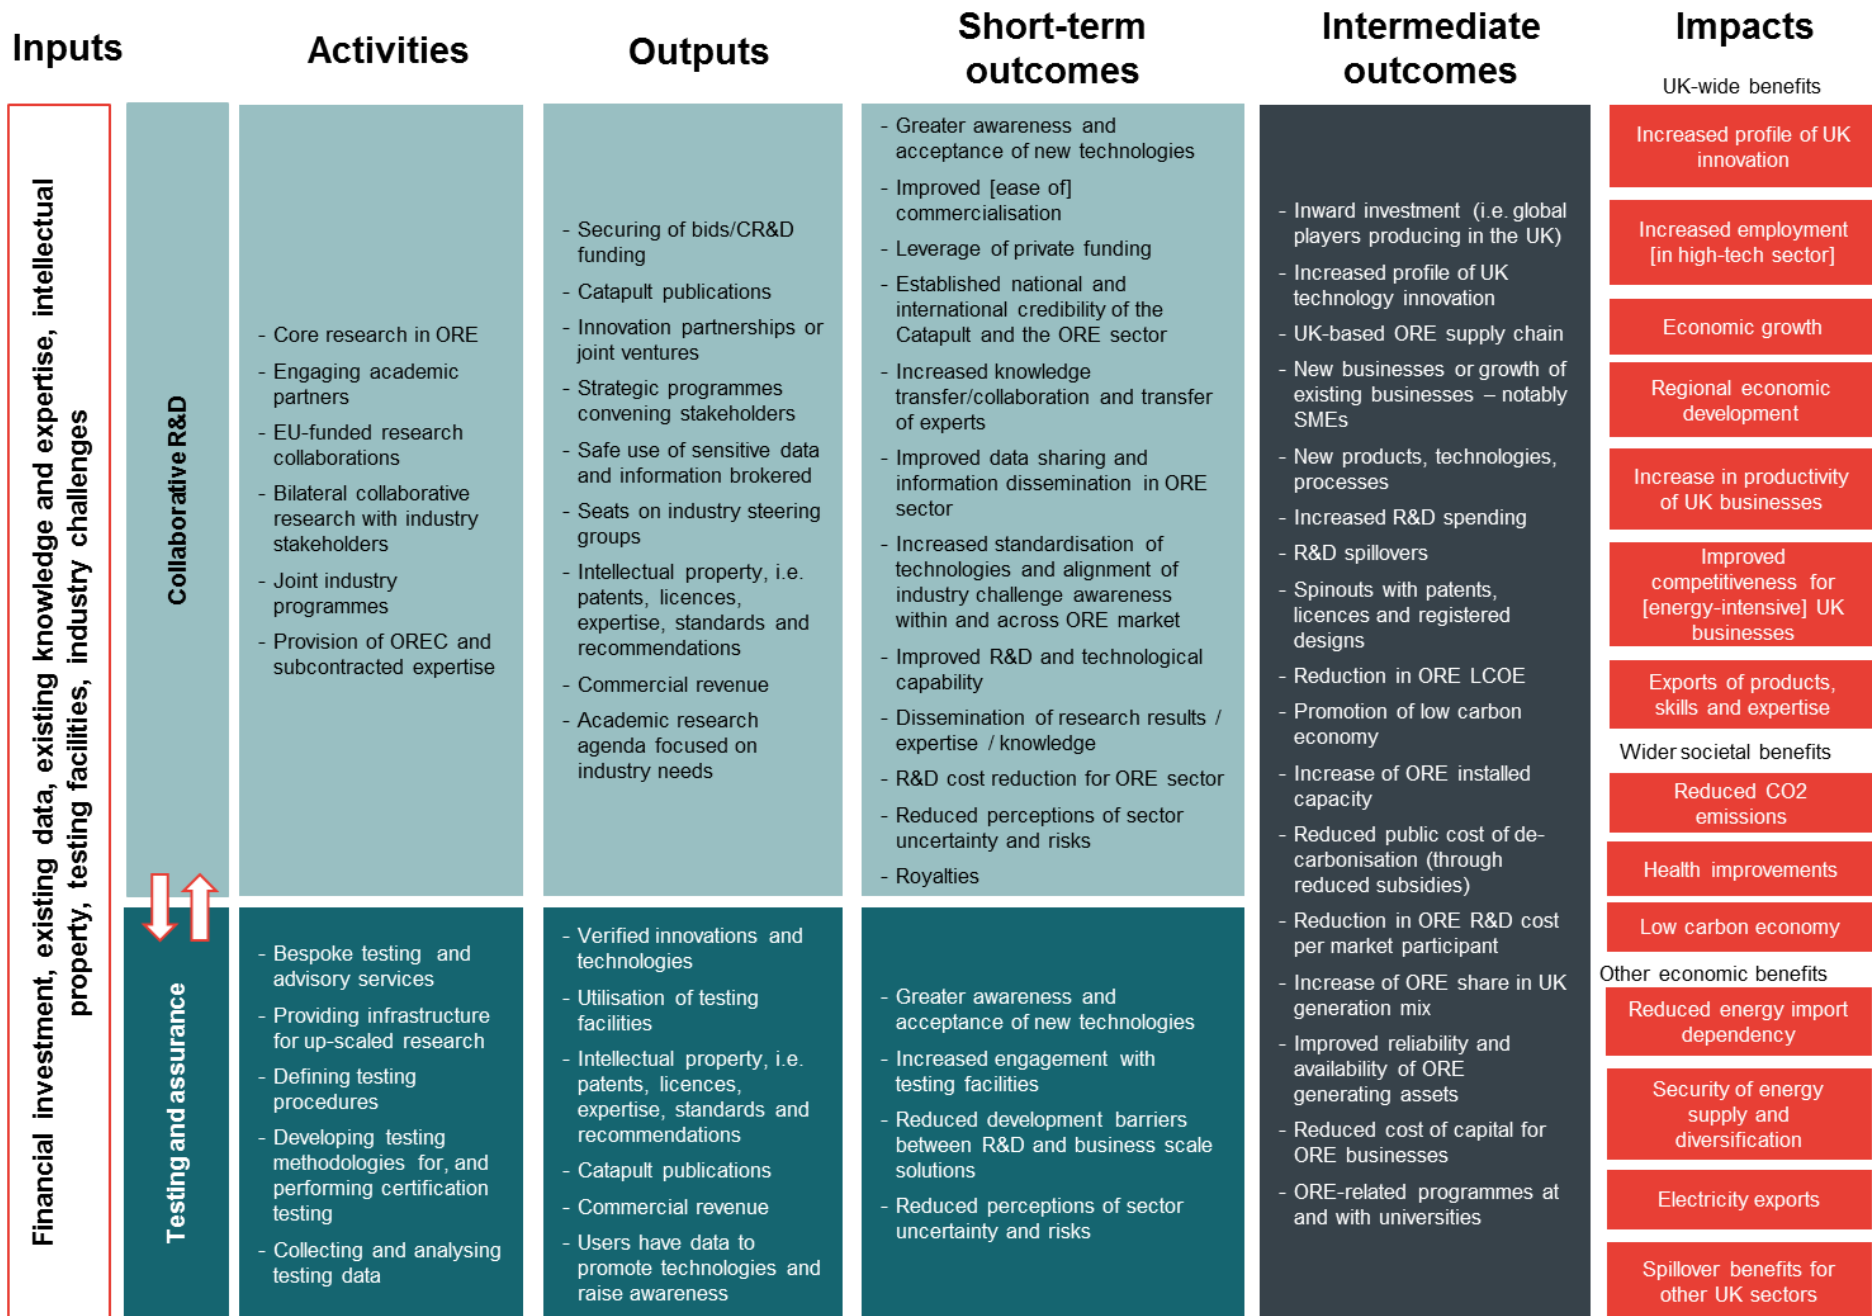 Inputs
Activities
Outputs
Short-term
outcomes
Intermediate
outcomes
Impacts
Financial investment, existing data, existing knowledge and expertise, intellectual
property, testing facilities, industry challenges
Collaborative R&D
- Core research in ORE
- Engaging academic
partners
- EU-funded research
collaborations
- Bilateral collaborative
research with industry
stakeholders
- Joint industry
programmes
- Provision of OREC and
subcontracted expertise
- Securing of bids/CR&D
funding
- Catapult publications
- Innovation partnerships or
joint ventures
- Strategic programmes
convening stakeholders
- Safe use of sensitive data
and information brokered
- Seats on industry steering
groups
- Intellectual property, i.e.
patents, licences,
expertise, standards and
recommendations
- Commercial revenue
- Academic research
agenda focused on
industry needs
- Greater awareness and
acceptance of new technologies
- Improved [ease of]
commercialisation
- Leverage of private funding
- Established national and
international credibility of the
Catapult and the ORE sector
- Increased knowledge
transfer/collaboration and transfer
of experts
- Improved data sharing and
information dissemination in ORE
sector
- Increased standardisation of
technologies and alignment of
industry challenge awareness
within and across ORE market
- Improved R&D and technological
capability
- Dissemination of research results /
expertise / knowledge
- R&D cost reduction for ORE sector
- Reduced perceptions of sector
uncertainty and risks
- Royalties
Testing and assurance
- Bespoke testing and
advisory services
- Providing infrastructure
for up-scaled research
- Defining testing
procedures
- Developing testing
methodologies for, and
performing certification
testing
- Collecting and analysing
testing data
- Verified innovations and
technologies
- Utilisation of testing
facilities
- Intellectual property, i.e.
patents, licences,
expertise, standards and
recommendations
- Catapult publications
- Commercial revenue
- Users have data to
promote technologies and
raise awareness
- Greater awareness and
acceptance of new technologies
- Increased engagement with
testing facilities
- Reduced development barriers
between R&D and business scale
solutions
- Reduced perceptions of sector
uncertainty and risks
- Inward investment (i.e. global
players producing in the UK)
- Increased profile of UK
technology innovation
- UK-based ORE supply chain
- New businesses or growth of
existing businesses – notably
SMEs
- New products, technologies,
processes
- Increased R&D spending
- R&D spillovers
- Spinouts with patents,
licences and registered
designs
- Reduction in ORE LCOE
- Promotion of low carbon
economy
- Increase of ORE installed
capacity
- Reduced public cost of de-
carbonisation (through
reduced subsidies)
- Reduction in ORE R&D cost
per market participant
- Increase of ORE share in UK
generation mix
- Improved reliability and
availability of ORE
generating assets
- Reduced cost of capital for
ORE businesses
- ORE-related programmes at
and with universities
UK-wide benefits
Increased profile of UK
innovation
Increased employment
[in high-tech sector]
Economic growth
Regional economic
development
Increase in productivity
of UK businesses
Improved
competitiveness for
[energy-intensive] UK
businesses
Exports of products,
skills and expertise
Wider societal benefits
Reduced CO2
emissions
Health improvements
Low carbon economy
Other economic benefits
Reduced energy import
dependency
Security of energy
supply and
diversification
Electricity exports
Spillover benefits for
other UK sectors